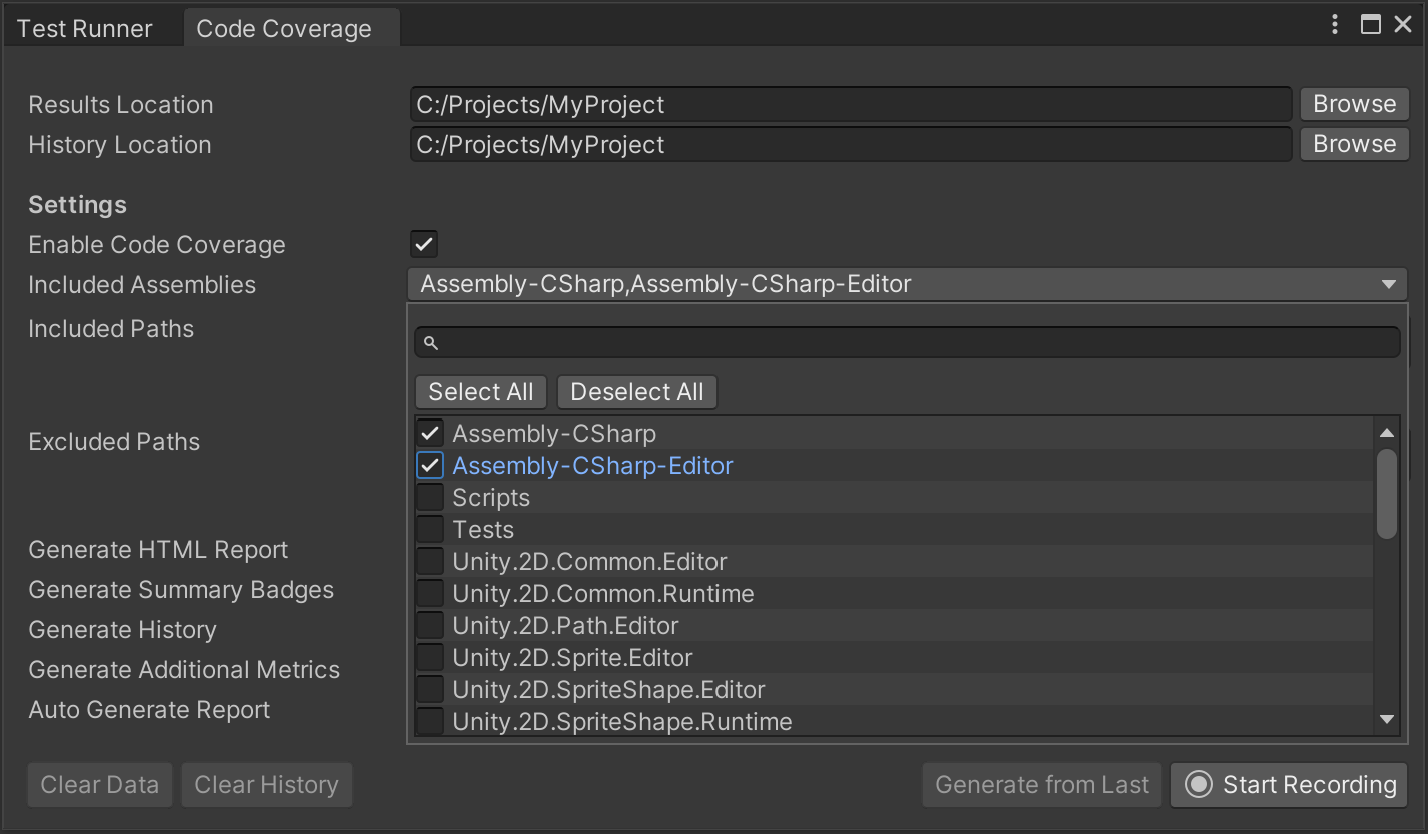 Test Runner Code Coverage
Results Location C:/Projects/MyProject Browse
History Location C:/Projects/MyProject Browse
Settings
Enable Code Coverage
Included Assemblies Assembly-CSharp,Assembly-CSharp-Editor
Included Paths
Select All Deselect All
Assembly-CSharp
Excluded Paths
Assembly-CSharp-Editor
Scripts
Tests
Generate HTML Report
Unity.2D.Common.Editor
Generate Summary Badges
Unity.2D.Common.Runtime
Generate History
Unity.2D.Path.Editor
Unity.2D.Sprite.Editor
Generate Additional Metrics
Unity.2D.SpriteShape.Editor
Auto Generate Report
Unity.2D.SpriteShape.Runtime
Clear Data Clear History Generate from Last Start Recording